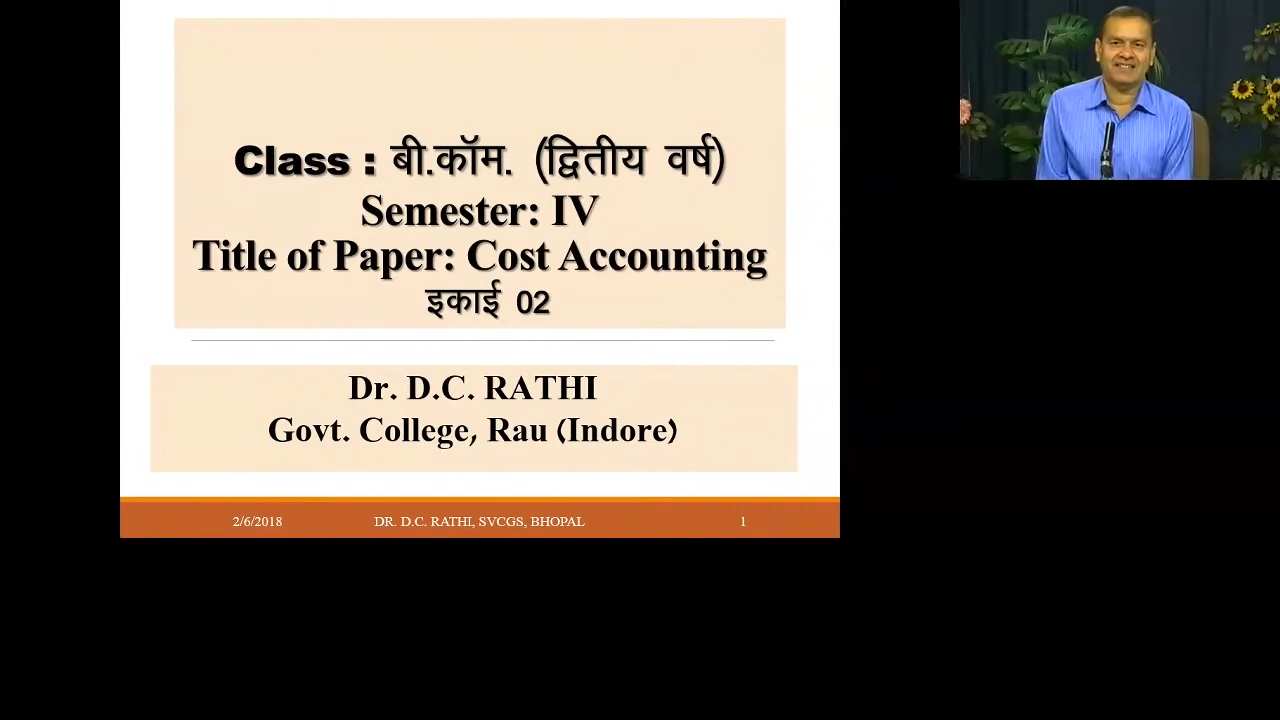 Class : बी.कॉम. (द्वितीय वर्ष)
Semester: IV
Title of Paper: Cost Accounting
इकाई 02
Dr. D.C. RATHI
Govt. College, Rau (Indore)
2/6/2018 DR. D.C. RATHI, SVCGS, BHOPAL 1